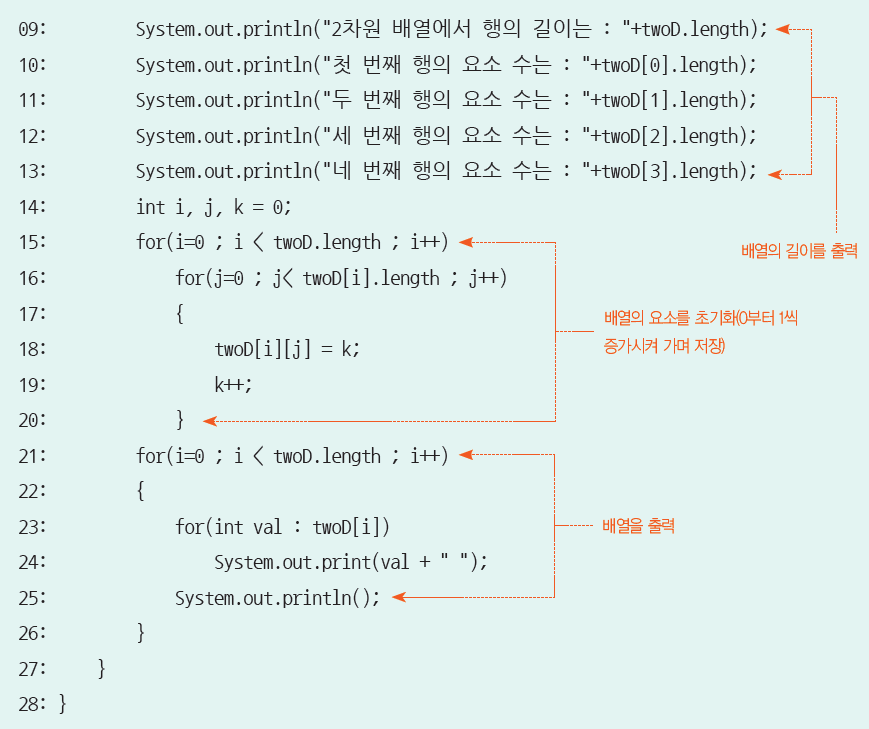 09:         System.out.println("2차원 배열에서 행의 길이는 : "+twoD.length);
10:         System.out.println("첫 번째 행의 요소 수는 : "+twoD[0].length);
11:         System.out.println("두 번째 행의 요소 수는 : "+twoD[1].length);
12:         System.out.println("세 번째 행의 요소 수는 : "+twoD[2].length);
13:         System.out.println("네 번째 행의 요소 수는 : "+twoD[3].length);
배열의 길이를 출력
14:         int i, j, k = 0;
15:         for(i=0 ; i < twoD.length ; i++)
16:             for(j=0 ; j< twoD[i].length ; j++)
17:             {
18:                 twoD[i][j] = k;
19:                 k++;
20:             }
배열의 요소를 초기화(0부터 1씩
증가시켜 가며 저장)
21:         for(i=0 ; i < twoD.length ; i++)
22:         {
23:             for(int val : twoD[i])
24:                 System.out.print(val + " ");
25:             System.out.println();
배열을 출력
26:         }
27:     }
28: }